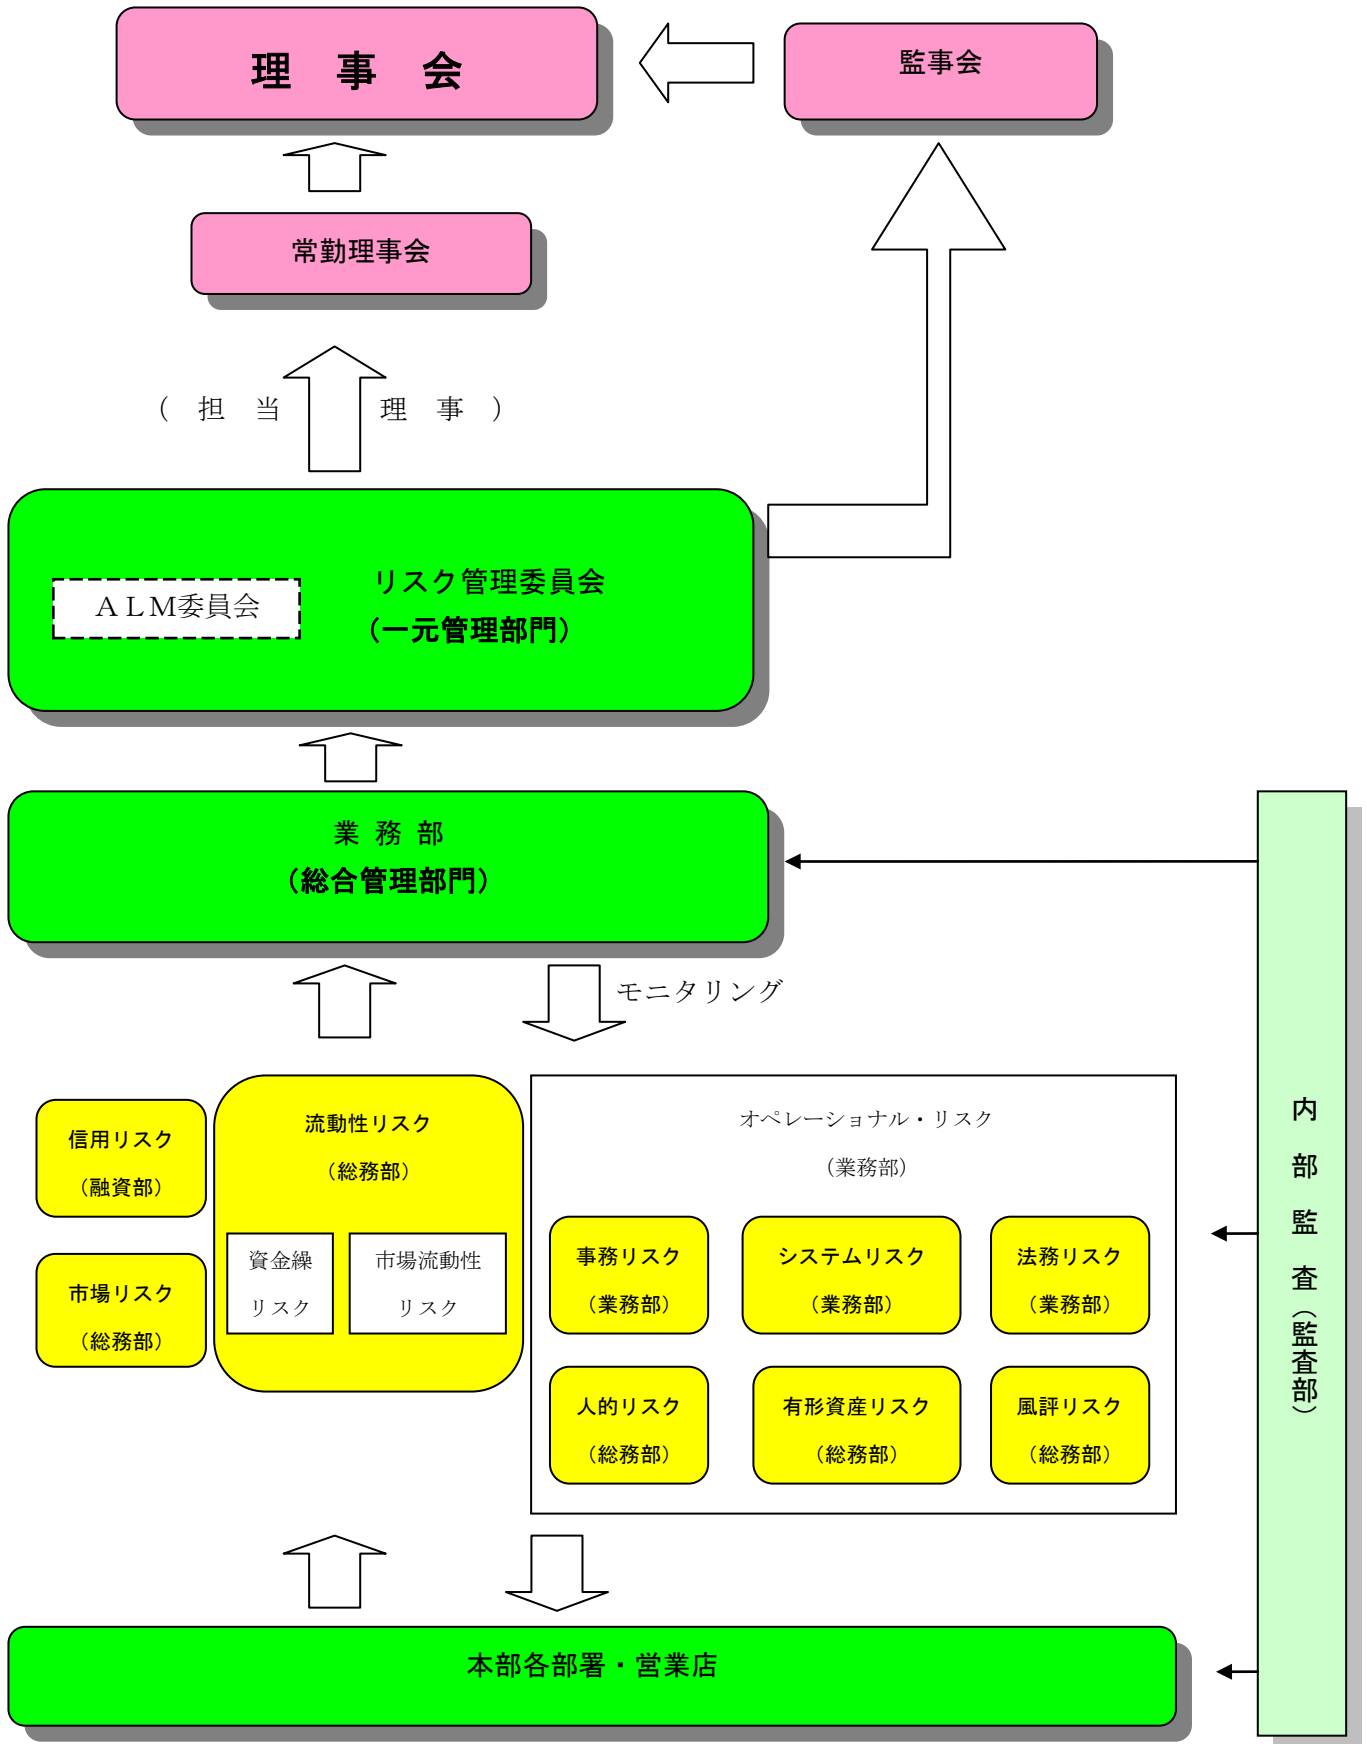 理　事　会
監事会
常勤理事会
（　担　当　　　理　事　）
リスク管理委員会
ＡＬＭ委員会
（一元管理部門）
業 務 部
（総合管理部門）
モニタリング
信用リスク
（融資部）
市場リスク
（総務部）
流動性リスク
（総務部）
資金繰
リスク
市場流動性
リスク
オペレーショナル・リスク
（業務部）
事務リスク
（業務部）
システムリスク
（業務部）
法務リスク
（業務部）
人的リスク
（総務部）
有形資産リスク
（総務部）
風評リスク
（総務部）
内　部　監　査（監査部）
本部各部署・営業店